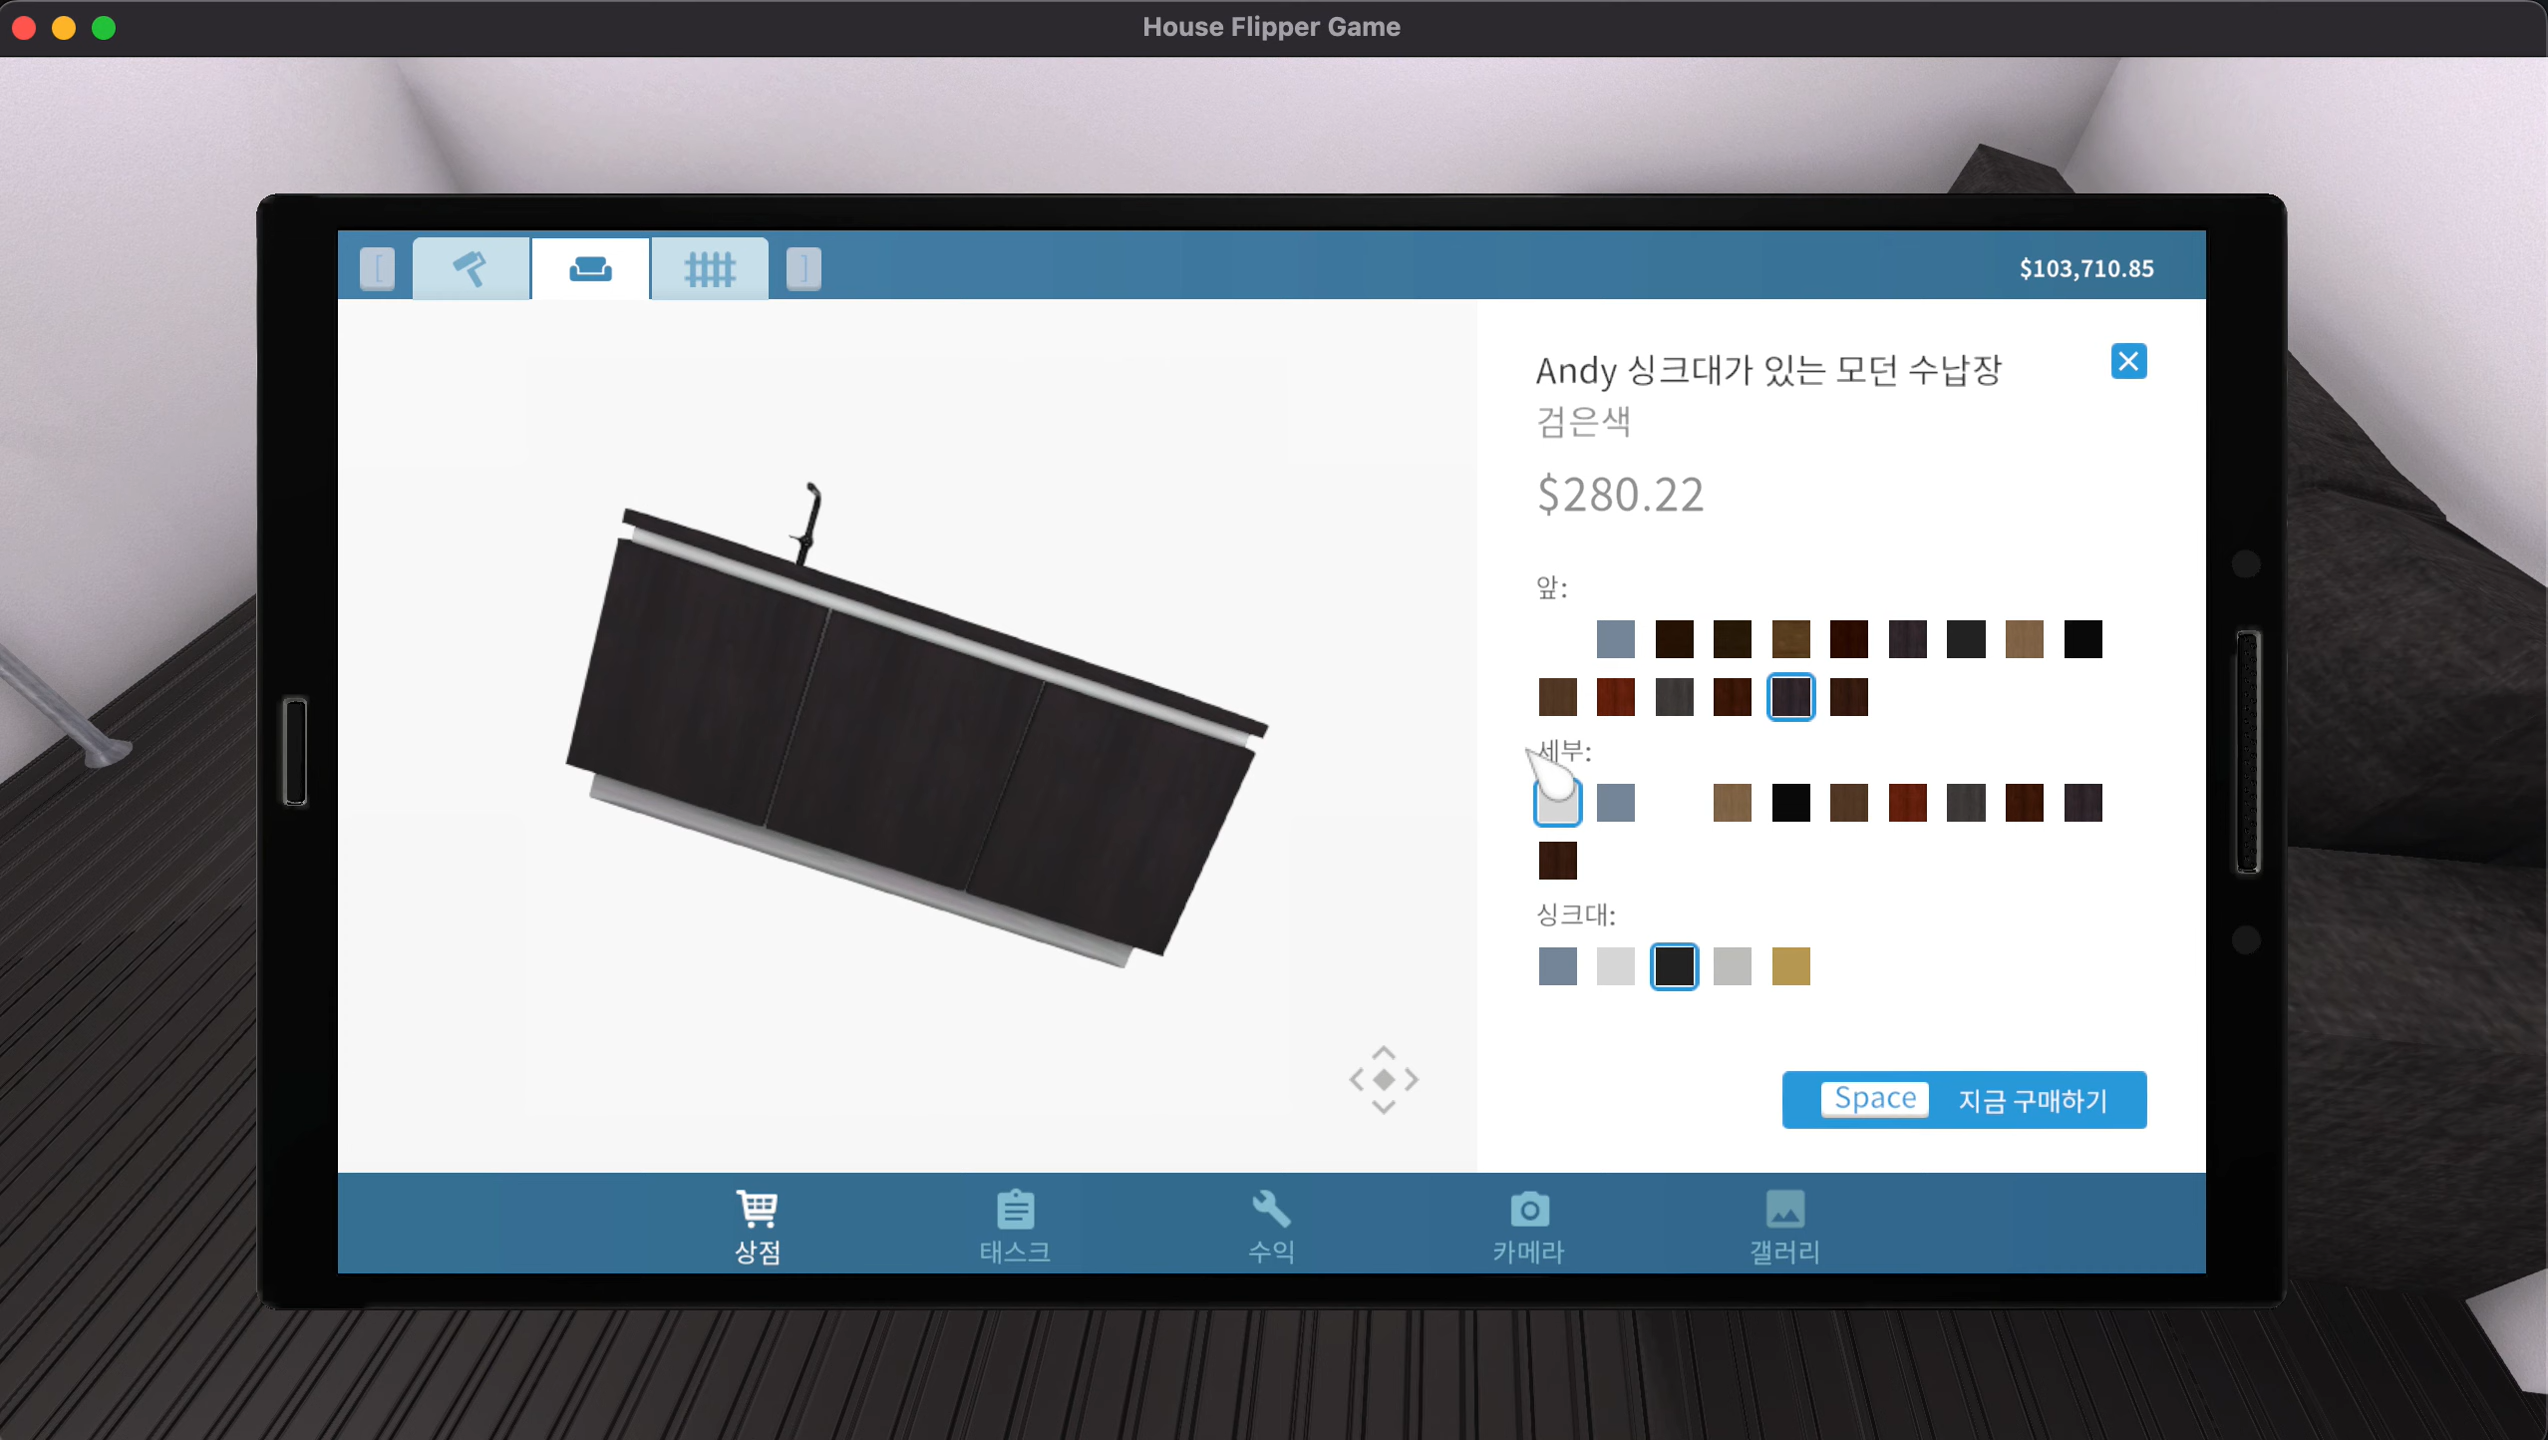 House Flipper Game
[
]
$103,710.85
Andy 싱크대가 있는 모던 수납장
검은색
$280.22
앞:
세부:
싱크대:
Space 지금 구매하기
상점 태스크 수익 카메라 갤러리